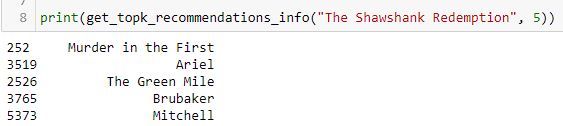 8 print(get_topk_recommendations_info("The Shawshank Redemption", 5))
252 Murder in the First
3519 Ariel
2526 The Green Mile
3765 Brubaker
5373 Mitchell